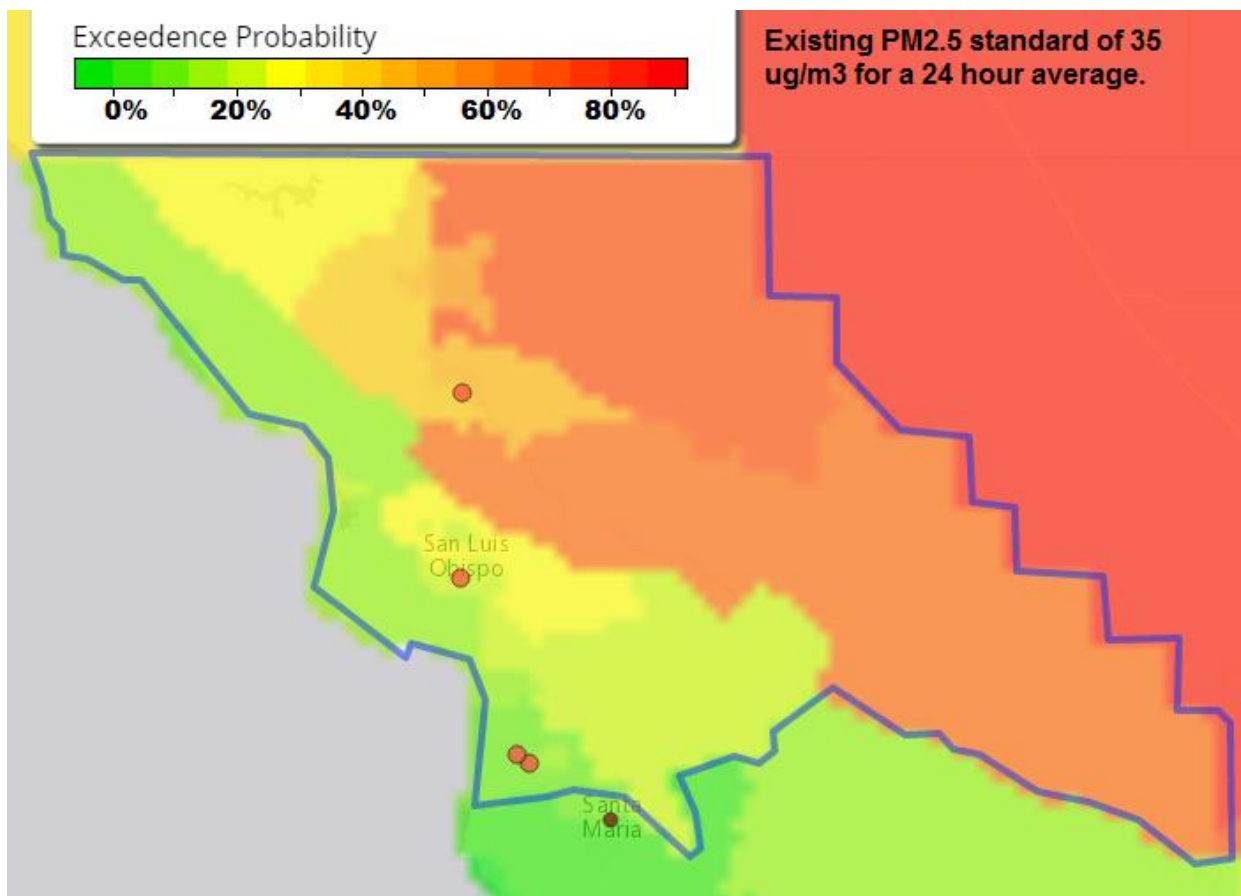 Exceedence Probability
0% 20% 40% 60% 80%
Existing PM2.5 standard of 35
ug/m3 for a 24 hour average.
San Luis
Obispo
Santa
Maria